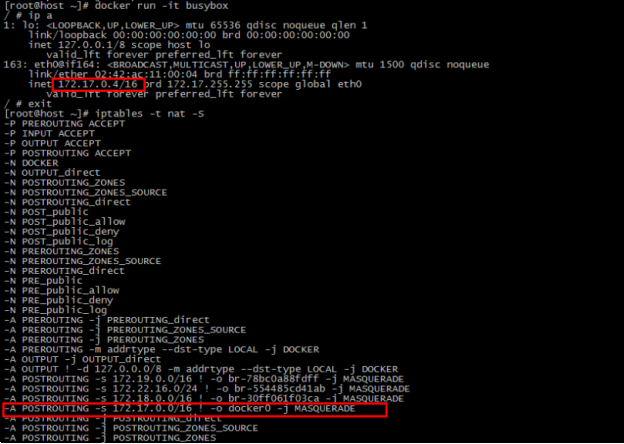 [root@host ~]# docker run -it busybox
/ # ip a
1: lo: <LOOPBACK,UP,LOWER_UP> mtu 65536 qdisc noqueue qlen 1
link/loopback 00:00:00:00:00:00 brd 00:00:00:00:00:00
inet 127.0.0.1/8 scope host lo
valid_lft forever preferred_lft forever
163: eth0@if164: <BROADCAST,MULTICAST,UP,LOWER_UP,M-DOWN> mtu 1500 qdisc noqueue
link/ether 02:42:ac:11:00:04 brd ff:ff:ff:ff:ff:ff
inet 172.17.0.4/16 brd 172.17.255.255 scope global eth0
valid_lft forever preferred_lft forever
/ # exit
[root@host ~]# iptables -t nat -S
-P PREROUTING ACCEPT
-P INPUT ACCEPT
-P OUTPUT ACCEPT
-P POSTROUTING ACCEPT
-N DOCKER
-N OUTPUT_direct
-N POSTROUTING_ZONES
-N POSTROUTING_ZONES_SOURCE
-N POSTROUTING_direct
-N POST_public
-N POST_public_allow
-N POST_public_deny
-N POST_public_log
-N PREROUTING_ZONES
-N PREROUTING_ZONES_SOURCE
-N PREROUTING_direct
-N PRE_public
-N PRE_public_allow
-N PRE_public_deny
-N PRE_public_log
-A PREROUTING -j PREROUTING_direct
-A PREROUTING -j PREROUTING_ZONES_SOURCE
-A PREROUTING -j PREROUTING_ZONES
-A PREROUTING -m addrtype --dst-type LOCAL -j DOCKER
-A OUTPUT -j OUTPUT_direct
-A OUTPUT ! -d 127.0.0.0/8 -m addrtype --dst-type LOCAL -j DOCKER
-A POSTROUTING -s 172.19.0.0/16 ! -o br-78bc0a88fdff -j MASQUERADE
-A POSTROUTING -s 172.22.16.0/24 ! -o br-554485cd41ab -j MASQUERADE
-A POSTROUTING -s 172.18.0.0/16 ! -o br-30ff061f03ca -j MASQUERADE
-A POSTROUTING -s 172.17.0.0/16 ! -o docker0 -j MASQUERADE
-A POSTROUTING -j POSTROUTING_direct
-A POSTROUTING -j POSTROUTING_ZONES_SOURCE
-A POSTROUTING -j POSTROUTING_ZONES